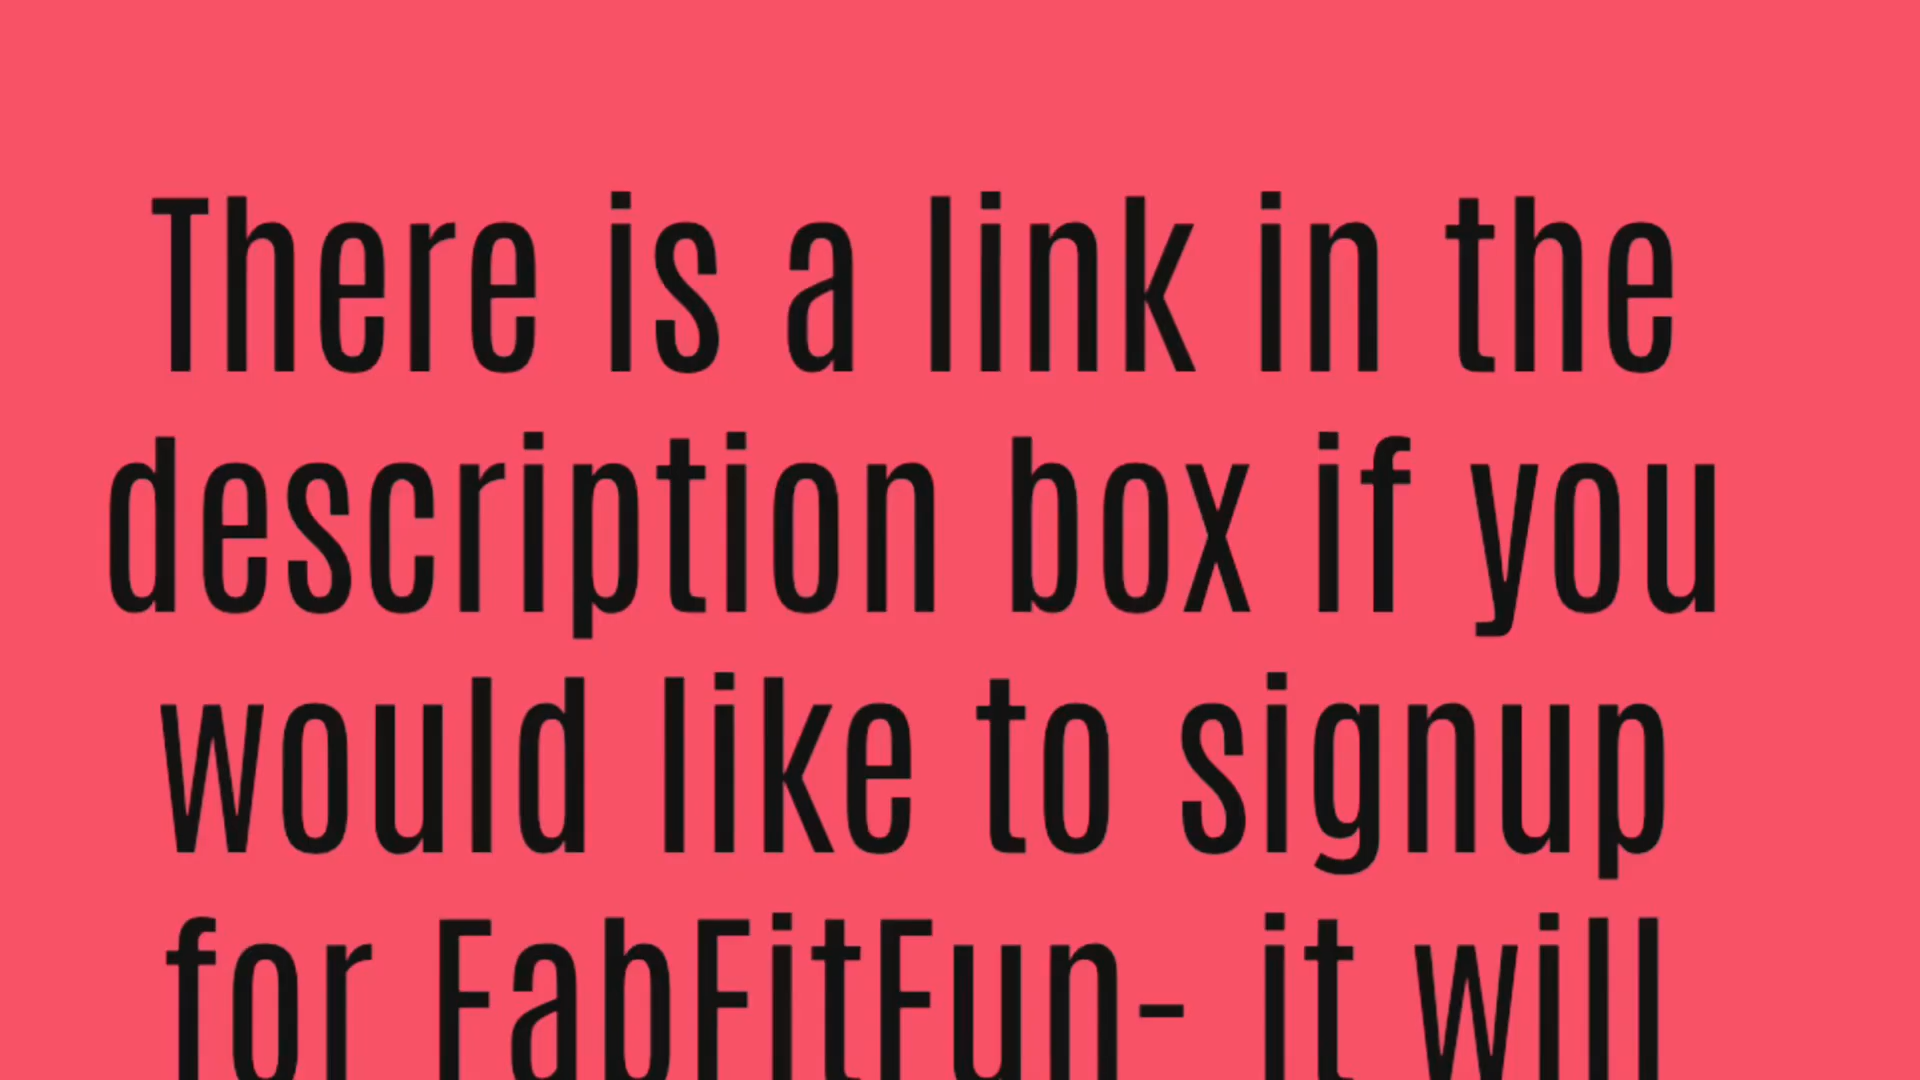 There is a link in the
description box if you
would like to signup
for FabFitFun- it will